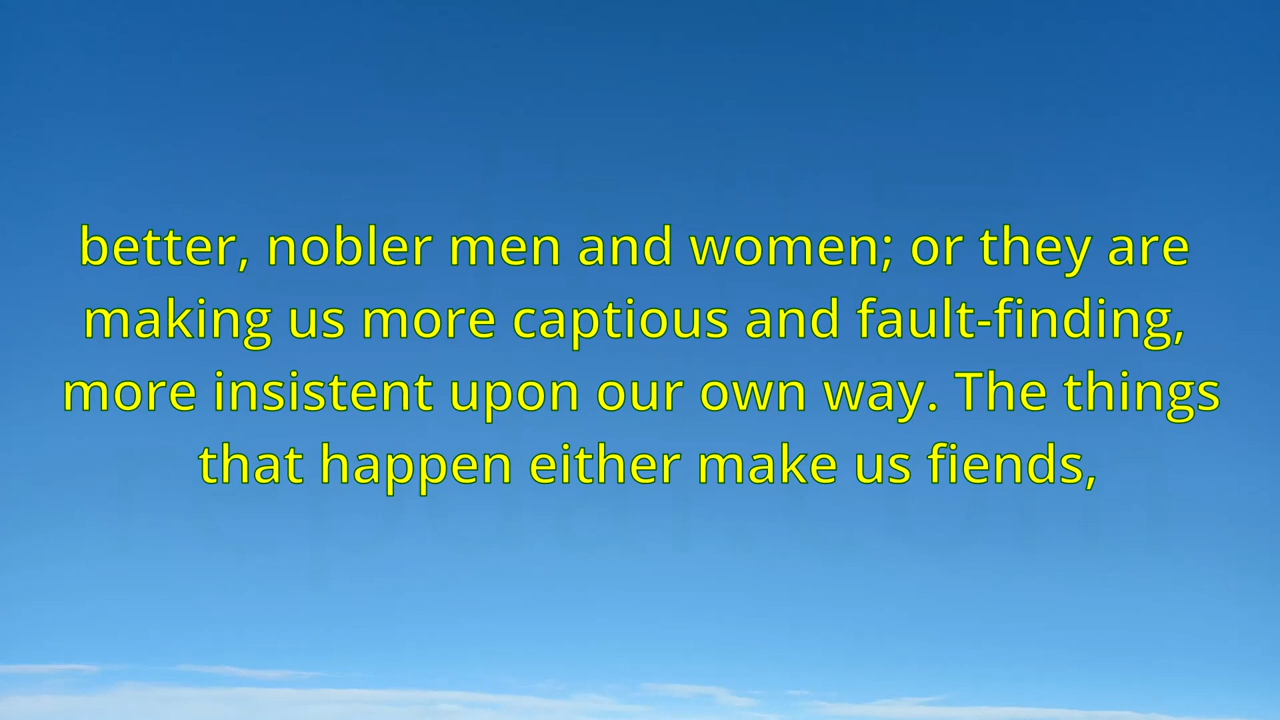 better, nobler men and women; or they are
making us more captious and fault-finding,
more insistent upon our own way. The things
that happen either make us fiends,